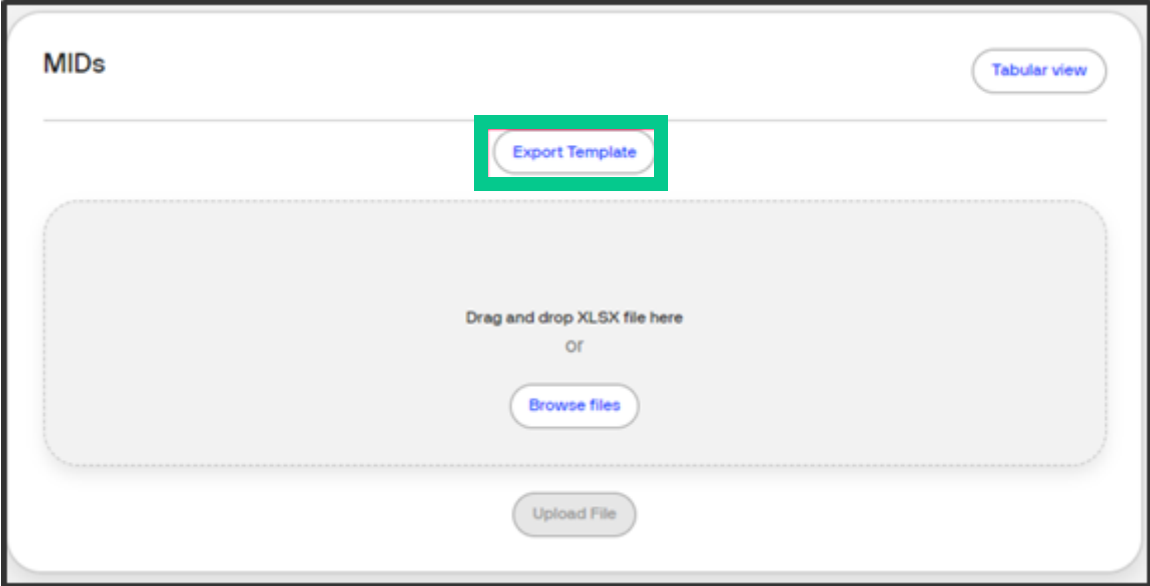 MIDs
Tabular view
Export Template
Drag and drop XLSX file here
or
Browse files
Upload File